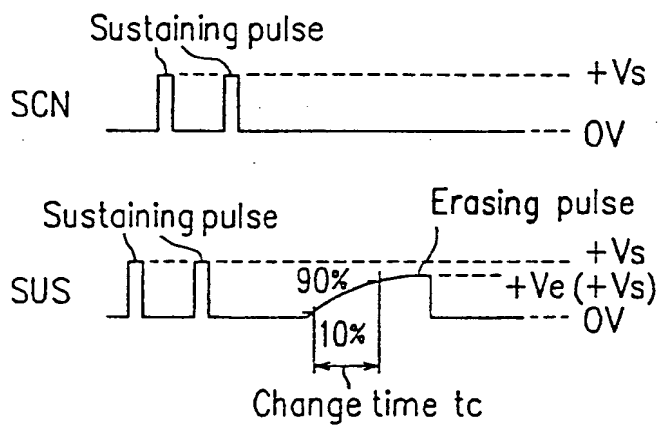 Sustaining pulse
+Vs
SCN
0V
Sustaining pulse
Erasing pulse
+Vs
90%
SUS
+Ve (+Vs)
0V
10%
Change time tc